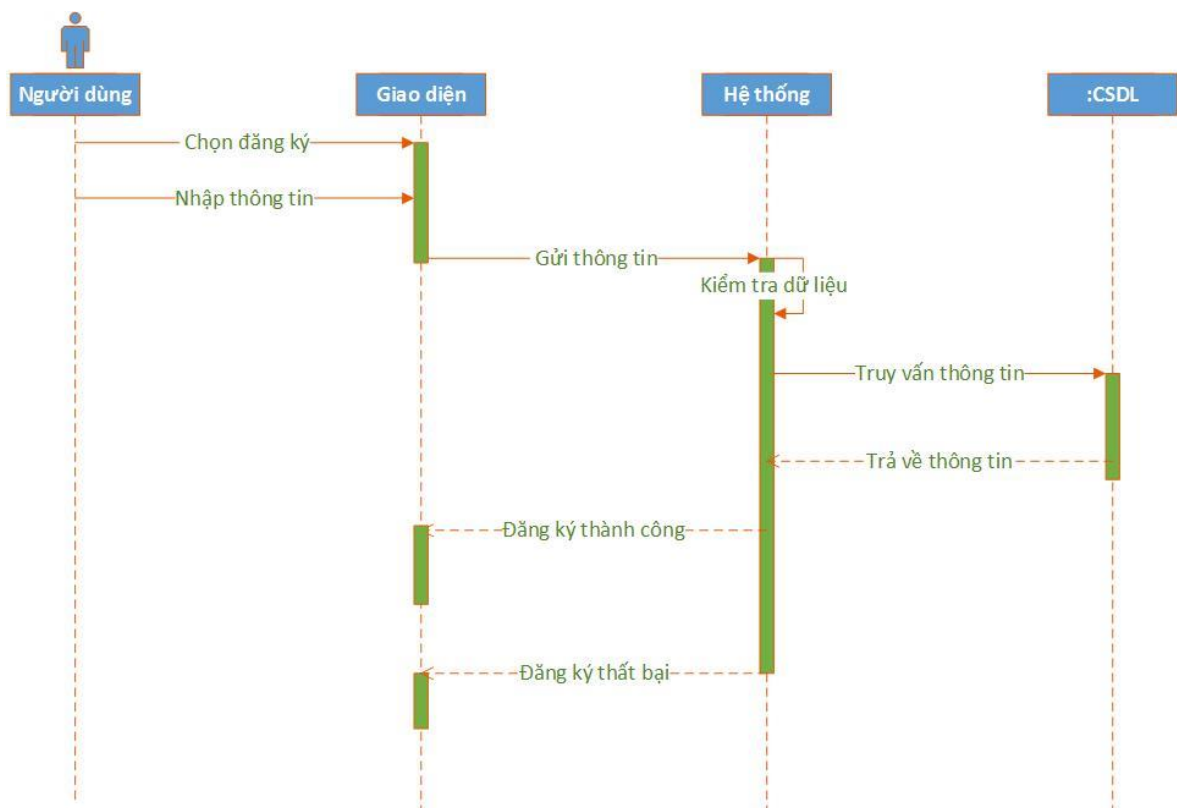 Người dùng
Giao diện
Hệ thống
:CSDL
Chọn đăng ký
Nhập thông tin
Gửi thông tin
Kiểm tra dữ liệu
Truy vấn thông tin
Trả về thông tin
Đăng ký thành công
Đăng ký thất bại